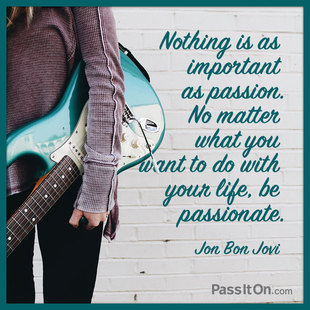 Nothing is as
important
as passion.
No matter
what you
want to do with
your life, be
passionate.
Jon Bon Jovi
PassItOn.com